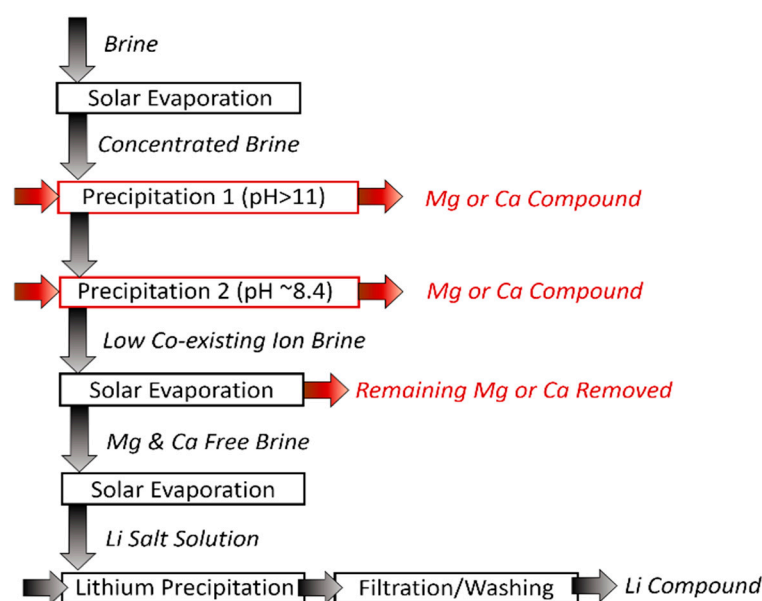 Brine
Solar Evaporation
Concentrated Brine
Precipitation 1 (pH>11)
Mg or Ca Compound
Precipitation 2 (pH ~8.4)
Mg or Ca Compound
Low Co-existing Ion Brine
Solar Evaporation
Remaining Mg or Ca Removed
Mg & Ca Free Brine
Solar Evaporation
Li Salt Solution
Lithium Precipitation
Filtration/Washing
Li Compound